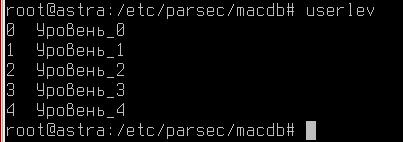 root@astra:/etc/parsec/macdb# userlev
0 Уровень_0
1 Уровень_1
2 Уровень_2
3 Уровень_3
4 Уровень_4
root@astra:/etc/parsec/macdb#